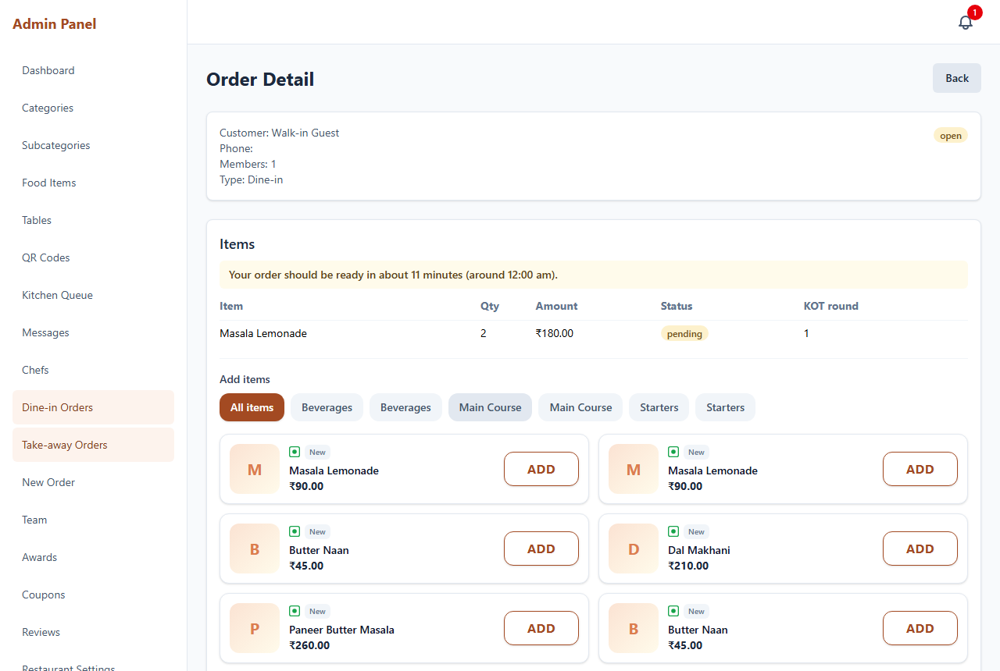 Admin Panel
1
Dashboard
Categories
Subcategories
Food Items
Tables
QR Codes
Kitchen Queue
Messages
Chefs
Dine-in Orders
Take-away Orders
New Order
Team
Awards
Coupons
Reviews
Restaurant Settings
Order Detail
Back
Customer: Walk-in Guest
open
Phone:
Members: 1
Type: Dine-in
Items
Your order should be ready in about 11 minutes (around 12:00 am).
Item Qty Amount Status KOT round
Masala Lemonade 2 ₹180.00 pending 1
Add items
All items Beverages Beverages Main Course Main Course Starters Starters
M New Masala Lemonade ₹90.00 ADD
M New Masala Lemonade ₹90.00 ADD
B New Butter Naan ₹45.00 ADD
D New Dal Makhani ₹210.00 ADD
P New Paneer Butter Masala ₹260.00 ADD
B New Butter Naan ₹45.00 ADD